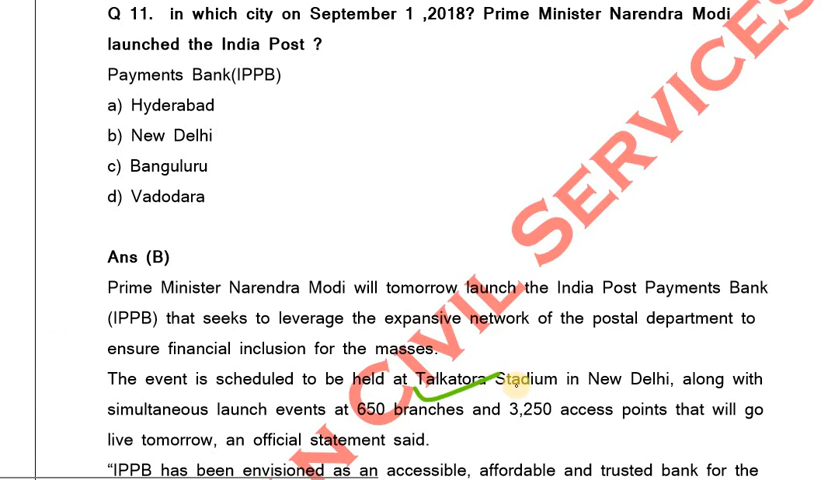 Q 11. in which city on September 1 ,2018? Prime Minister Narendra Modi
launched the India Post ?
Payments Bank(IPPB)
a) Hyderabad
b) New Delhi
c) Banguluru
d) Vadodara
Ans (B)
Prime Minister Narendra Modi will tomorrow launch the India Post Payments Bank
(IPPB) that seeks to leverage the expansive network of the postal department to
ensure financial inclusion for the masses.
The event is scheduled to be held at Talkatora Stadium in New Delhi, along with
simultaneous launch events at 650 branches and 3,250 access points that will go
live tomorrow, an official statement said.
“IPPB has been envisioned as an accessible, affordable and trusted bank for the
N CIVIL SERVICES